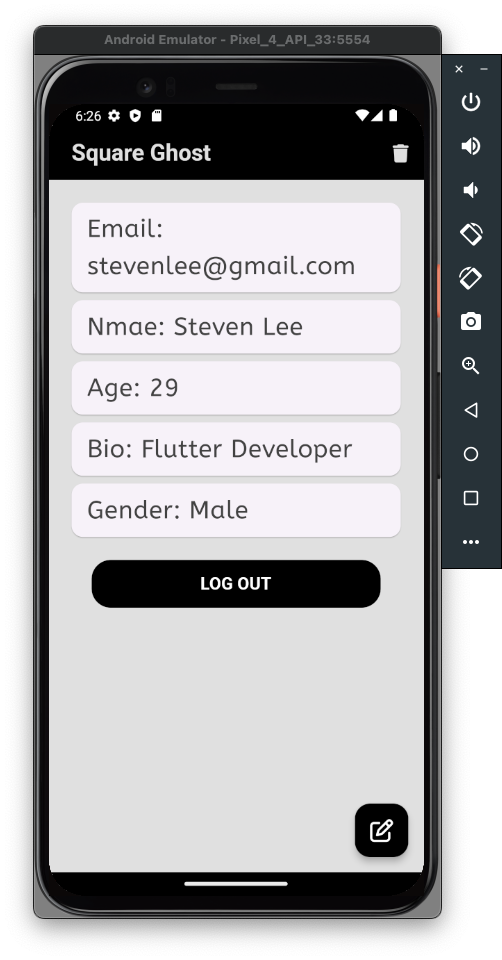 Android Emulator - Pixel_4_API_33:5554
6:26
Square Ghost
Email:
stevenlee@gmail.com
Nmae: Steven Lee
Age: 29
Bio: Flutter Developer
Gender: Male
LOG OUT